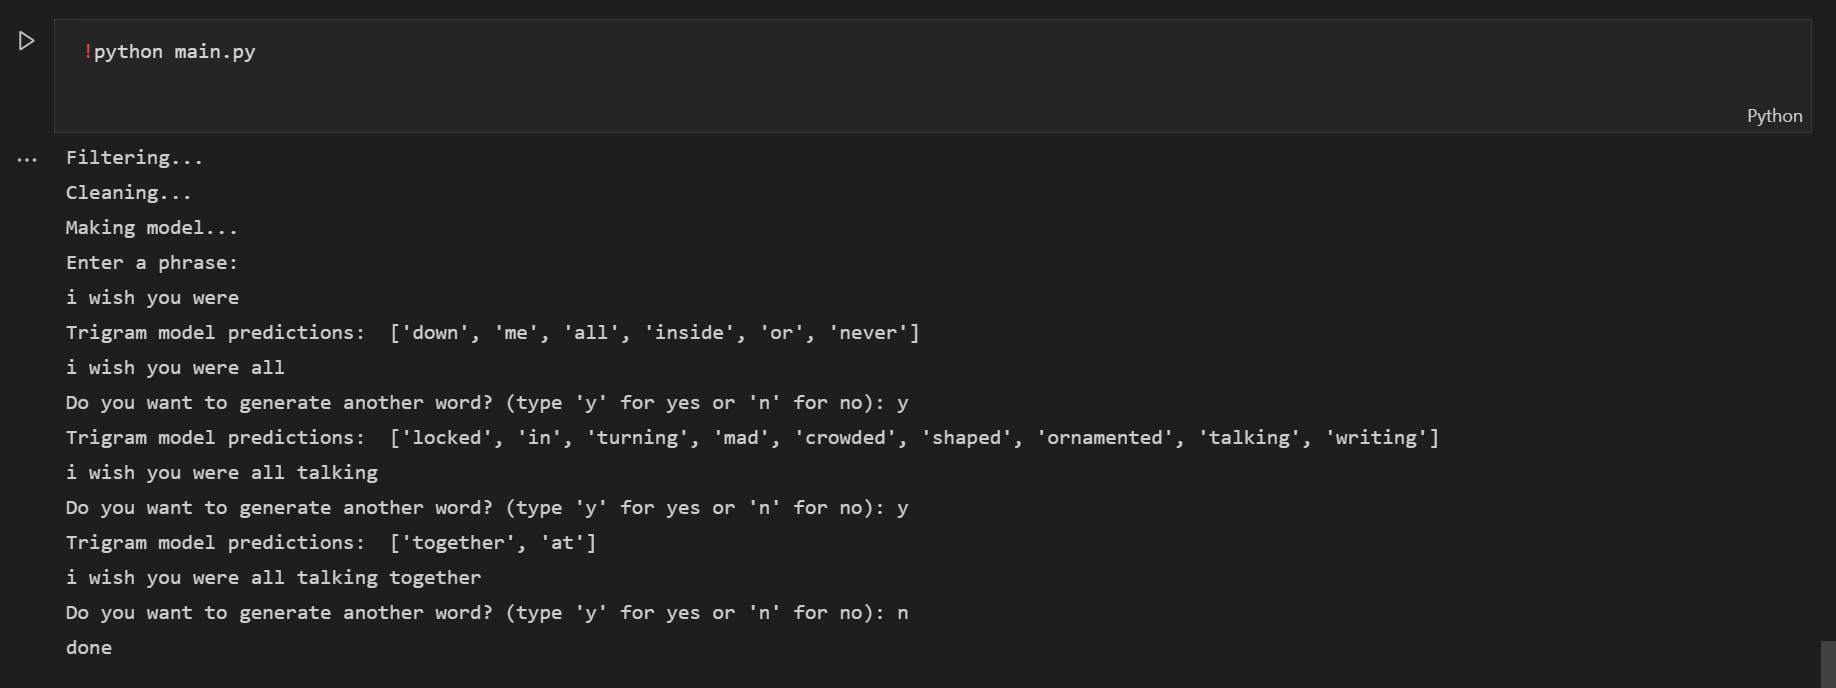 !python main.py
Python
Filtering...
Cleaning...
Making model...
Enter a phrase:
i wish you were
Trigram model predictions:  ['down', 'me', 'all', 'inside', 'or', 'never']
i wish you were all
Do you want to generate another word? (type 'y' for yes or 'n' for no): y
Trigram model predictions:  ['locked', 'in', 'turning', 'mad', 'crowded', 'shaped', 'ornamented', 'talking', 'writing']
i wish you were all talking
Do you want to generate another word? (type 'y' for yes or 'n' for no): y
Trigram model predictions:  ['together', 'at']
i wish you were all talking together
Do you want to generate another word? (type 'y' for yes or 'n' for no): n
done